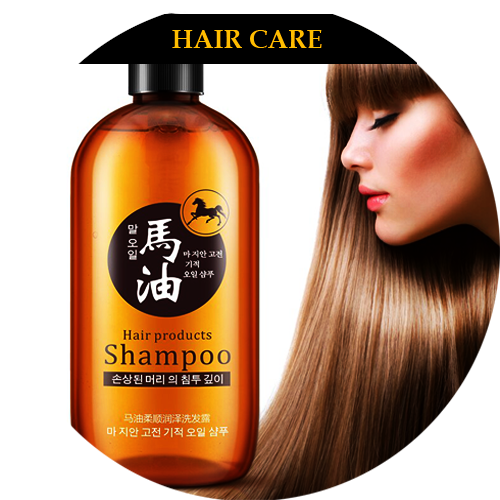 HAIR CARE
말 오일
馬油
마 지안 고전
기적
오일 샴푸
Hair products
Shampoo
손상된 머리 의 침투 깊이
马油柔顺润泽洗发露
마 지안 고전 기적 오일 샴푸